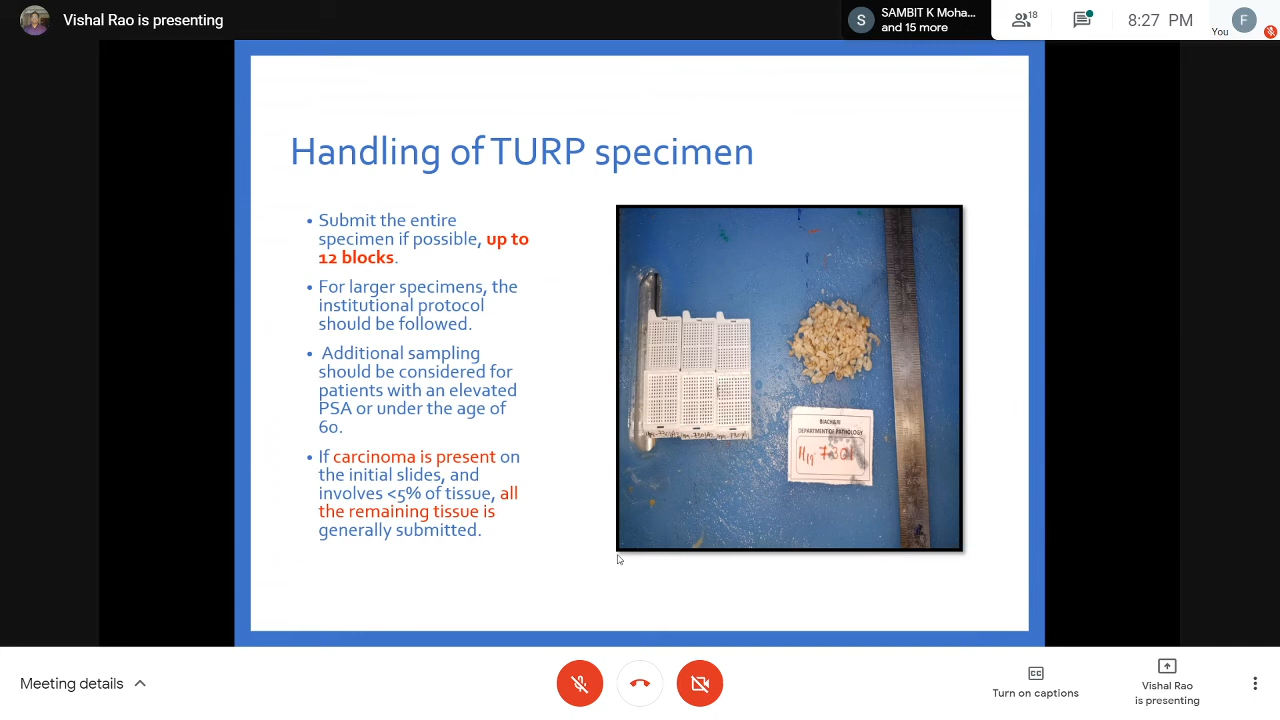 Vishal Rao is presenting
S
SAMBIT K Moha...
and 15 more
18
8:27 PM
You
F
Handling of TURP specimen
• Submit the entire
specimen if possible, up to
12 blocks.
• For larger specimens, the
institutional protocol
should be followed.
• Additional sampling
should be considered for
patients with an elevated
PSA or under the age of
60.
• If carcinoma is present on
the initial slides, and
involves <5% of tissue, all
the remaining tissue is
generally submitted.
DEPARTMENT OF PATHOLOGY
Meeting details
CC
Turn on captions
Vishal Rao
is presenting